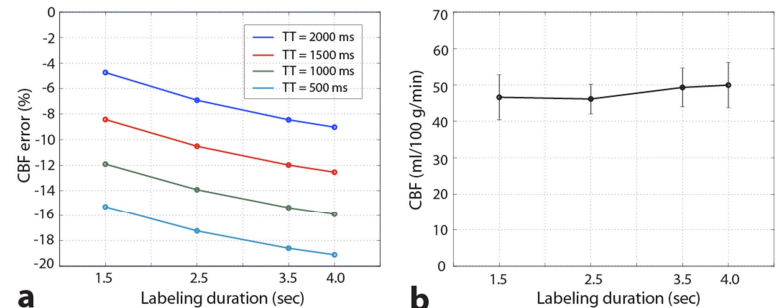 0
-2
-4
-6
-8
-10
-12
-14
-16
-18
-20
CBF error (%)
TT = 2000 ms
TT = 1500 ms
TT = 1000 ms
TT = 500 ms
1.5 2.5 3.5 4.0
Labeling duration (sec)
a
70
60
50
40
30
20
10
0
CBF (ml/100 g/min)
1.5 2.5 3.5 4.0
Labeling duration (sec)
b